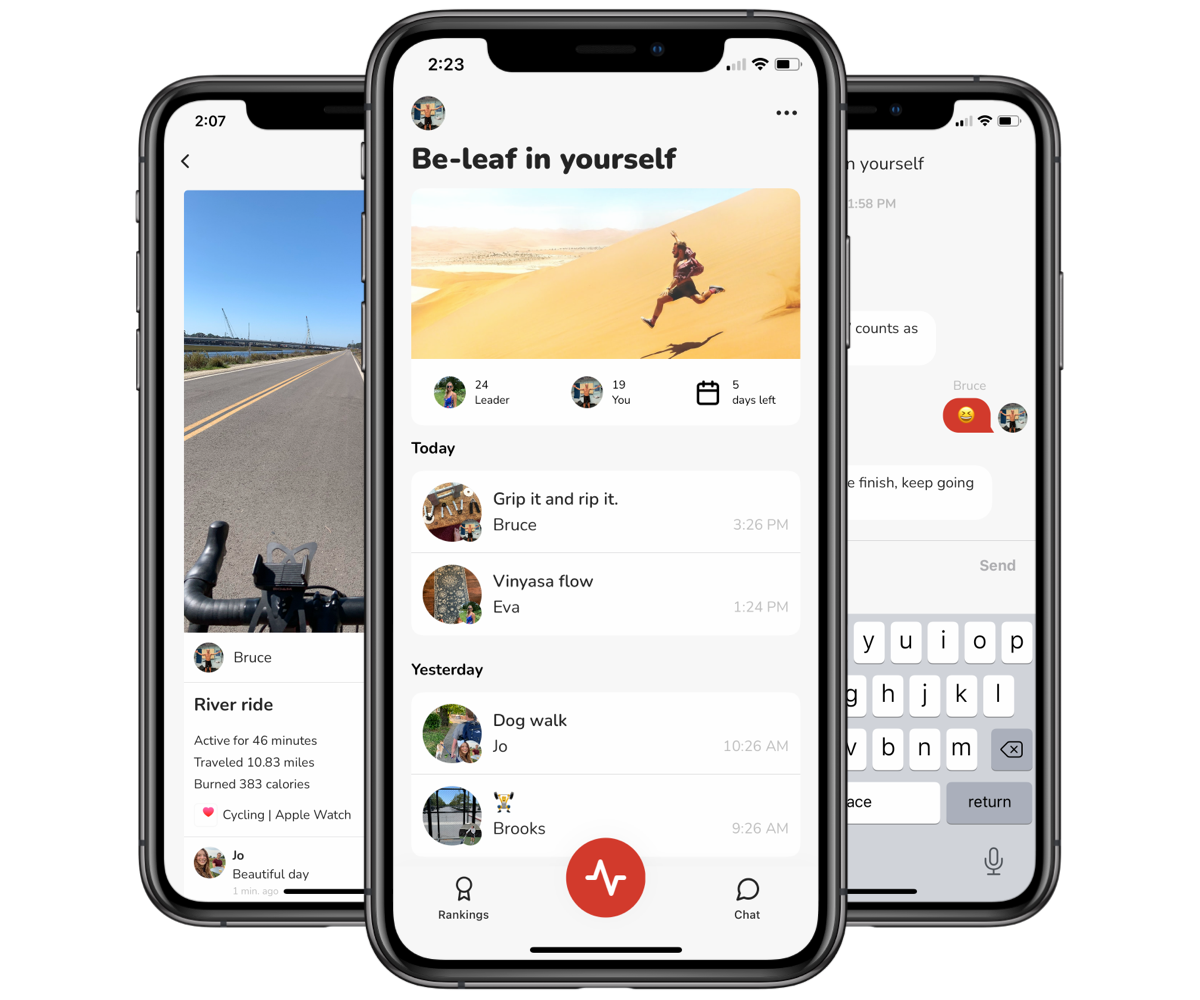 2:07
Bruce
River ride
Active for 46 minutes
Traveled 10.83 miles
Burned 383 calories
Cycling | Apple Watch
Jo
Beautiful day
1 min. ago
2:23
Be-leaf in yourself
24
Leader
19
You
5
days left
Today
Grip it and rip it.
Bruce
3:26 PM
Vinyasa flow
Eva
1:24 PM
Yesterday
Dog walk
Jo
10:26 AM
🏋️
Brooks
9:26 AM
Rankings
Chat
n yourself
1:58 PM
counts as
Bruce
😆
e finish, keep going
Send
y u i o p
g h j k l
v b n m
ace
return